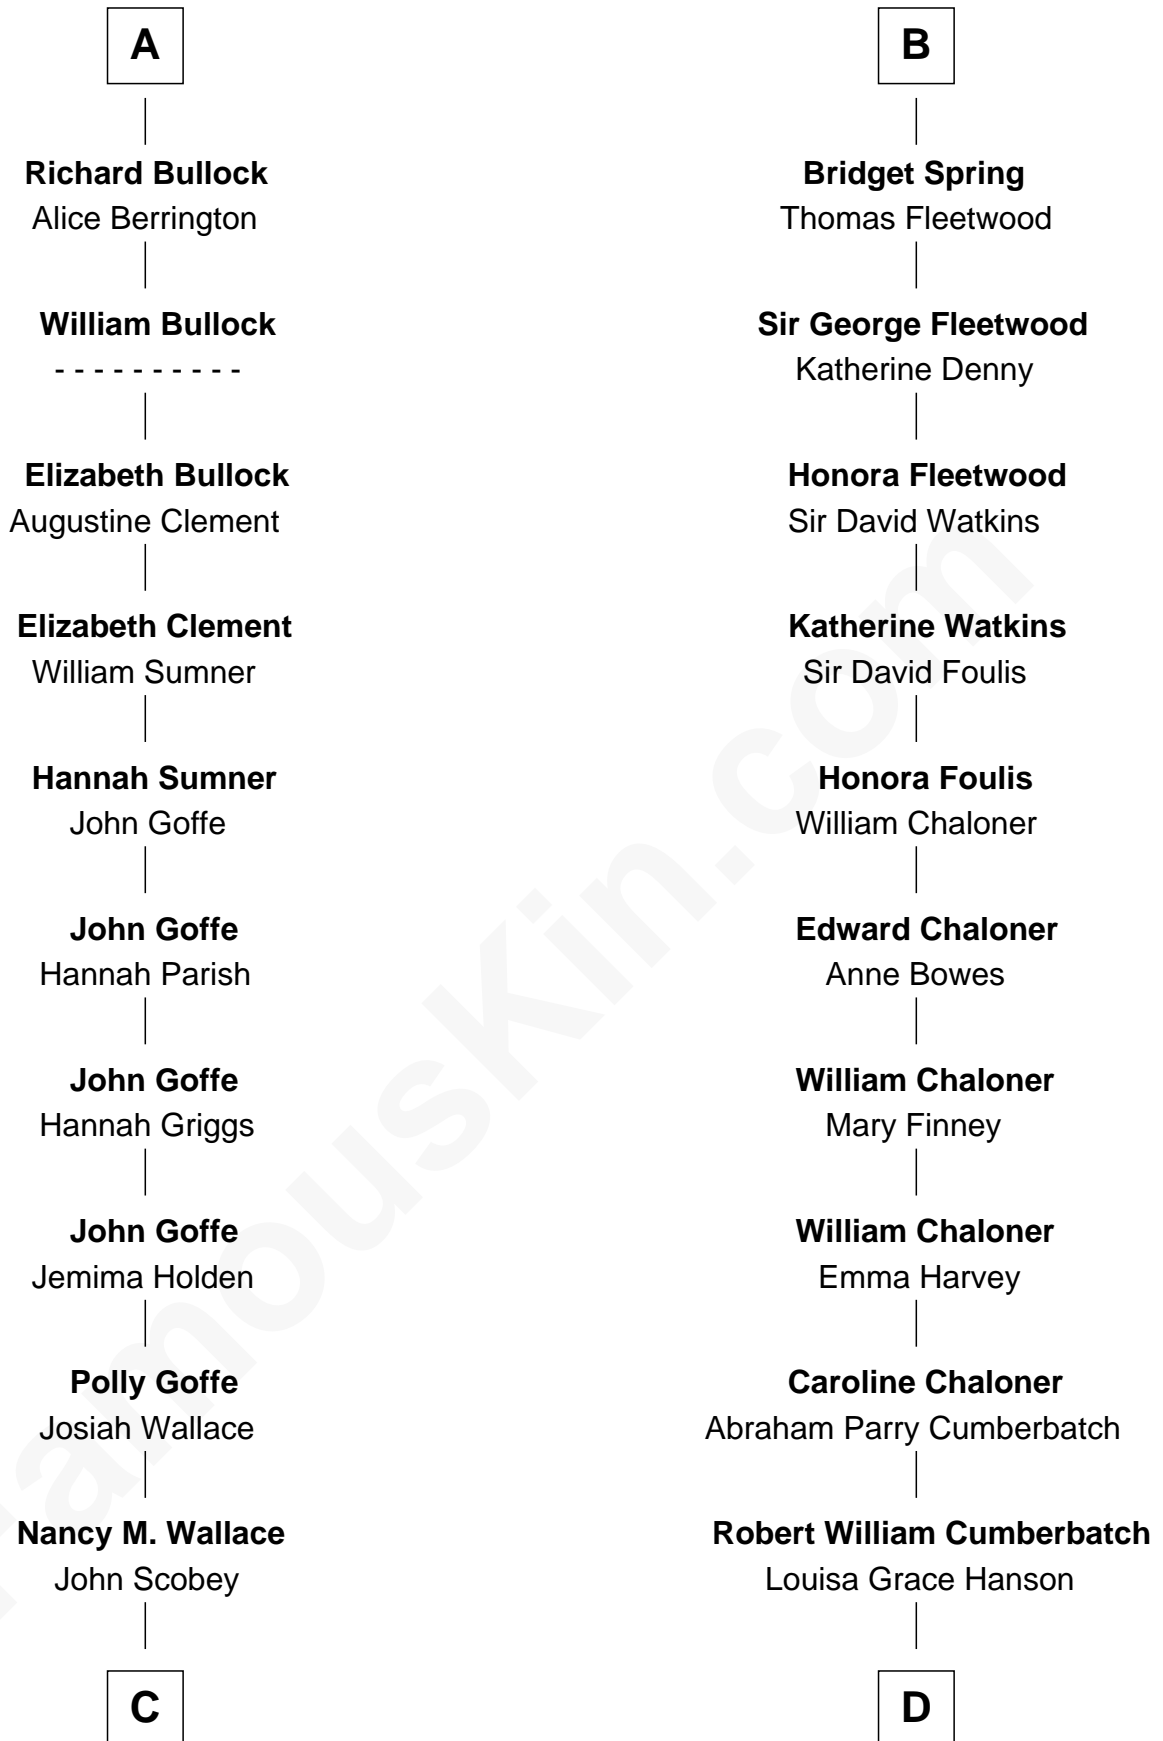 A
Richard Bullock
Alice Berrington
William Bullock
- - - - - - - - - -
Elizabeth Bullock
Augustine Clement
Elizabeth Clement
William Sumner
Hannah Sumner
John Goffe
John Goffe
Hannah Parish
John Goffe
Hannah Griggs
John Goffe
Jemima Holden
Polly Goffe
Josiah Wallace
Nancy M. Wallace
John Scobey
C
B
Bridget Spring
Thomas Fleetwood
Sir George Fleetwood
Katherine Denny
Honora Fleetwood
Sir David Watkins
Katherine Watkins
Sir David Foulis
Honora Foulis
William Chaloner
Edward Chaloner
Anne Bowes
William Chaloner
Mary Finney
William Chaloner
Emma Harvey
Caroline Chaloner
Abraham Parry Cumberbatch
Robert William Cumberbatch
Louisa Grace Hanson
D
FamousKin.com